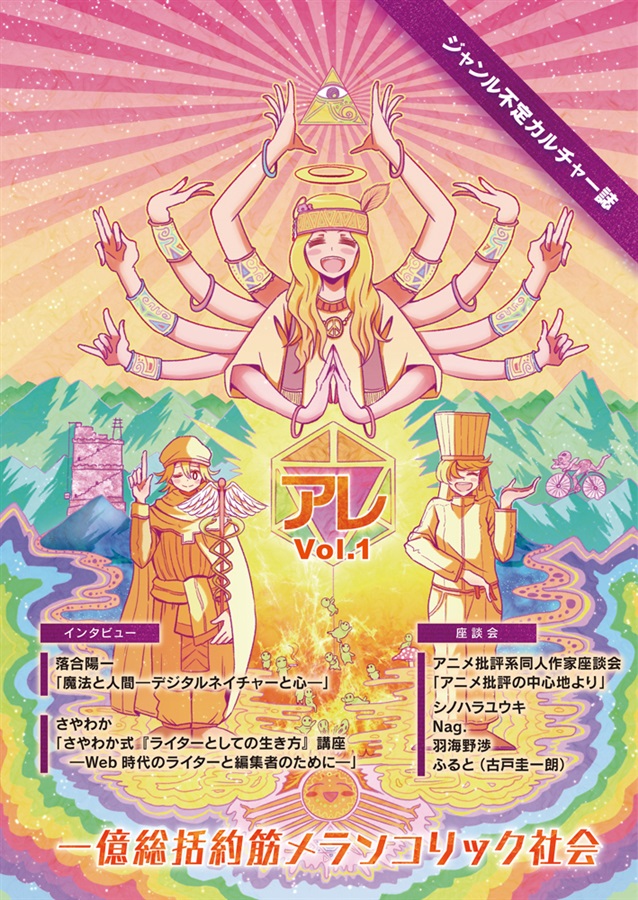 ジャンル不定カルチャー誌
アレ
Vol.1
インタビュー
落合陽一
「魔法と人間―デジタルネイチャーと心―」
さやわか
「さやわか式『ライターとしての生き方』講座
―Web時代のライターと編集者のために―」
座談会
アニメ批評系同人作家座談会
「アニメ批評の中心地より」
シノハラユウキ
Nag.
羽海野渉
ふると（古戸圭一朗）
一億総括約筋メランコリック社会